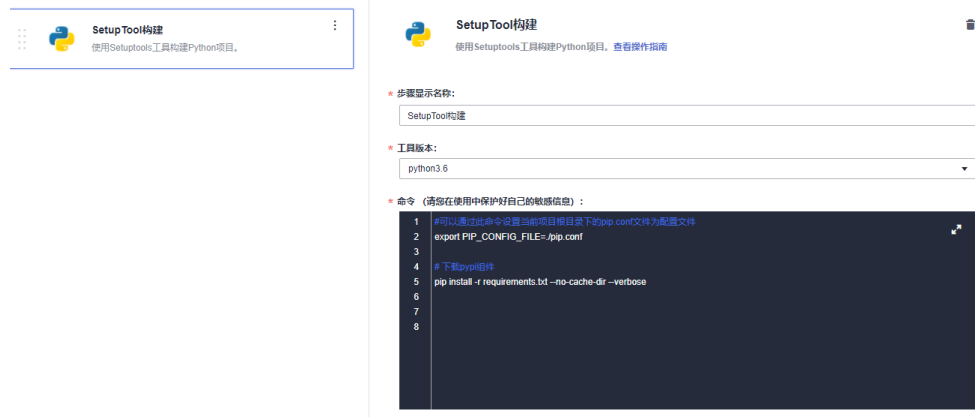 SetupTool构建
使用Setuptools工具构建Python项目。
SetupTool构建
使用Setuptools工具构建Python项目。查看操作指南
* 步骤显示名称：
SetupTool构建
* 工具版本：
python3.6
* 命令 （请您在使用中保护好自己的敏感信息）：
1 #可以通过此命令设置当前项目根目录下的pip.conf文件为配置文件
2 export PIP_CONFIG_FILE=./pip.conf
3
4 # 下载pypi组件
5 pip install -r requirements.txt --no-cache-dir --verbose
6
7
8